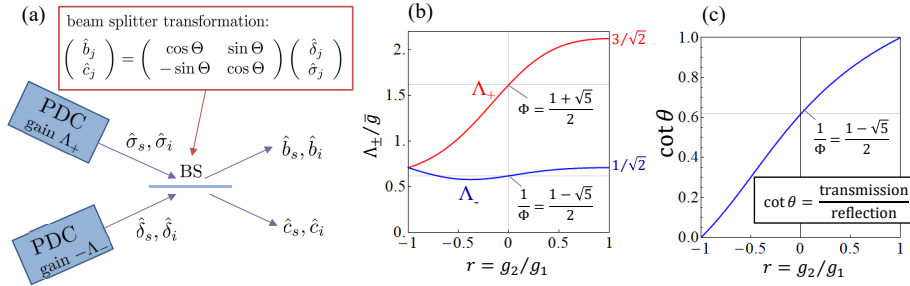 (a)
beam splitter transformation:
( b̂_j ĉ_j ) = ( cos Θ sin Θ −sin Θ cos Θ ) ( δ̂_j σ̂_j )
PDC
gain Λ₊
σ̂_s, σ̂_i
BS
b̂_s, b̂_i
PDC
gain −Λ₋
δ̂_s, δ̂_i
ĉ_s, ĉ_i
(b)
Λ±/g̅
2.
1.5
1.0
0.5
0.0
3/√2
Λ₊
Φ = (1+√5)/2
1/√2
Λ₋
1/Φ = (1−√5)/2
−1 −0.5 0 0.5 1
r = g₂/g₁
(c)
cot θ
1.0
0.8
0.6
0.4
0.2
0.0
1/Φ = (1−√5)/2
cot θ = transmission/reflection
−1 −0.5 0 0.5 1
r = g₂/g₁